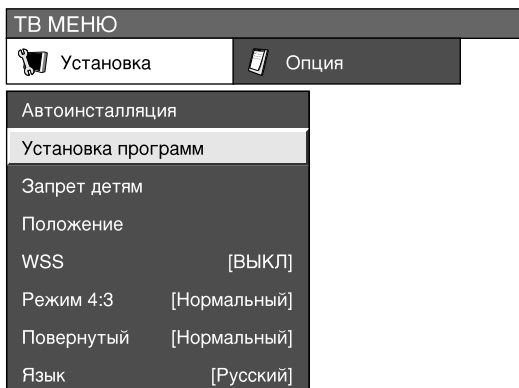 ТВ МЕНЮ
Установка Опция
Автоинсталляция
Установка программ
Запрет детям
Положение
WSS [ВЫКЛ]
Режим 4:3 [Нормальный]
Повернутый [Нормальный]
Язык [Русский]